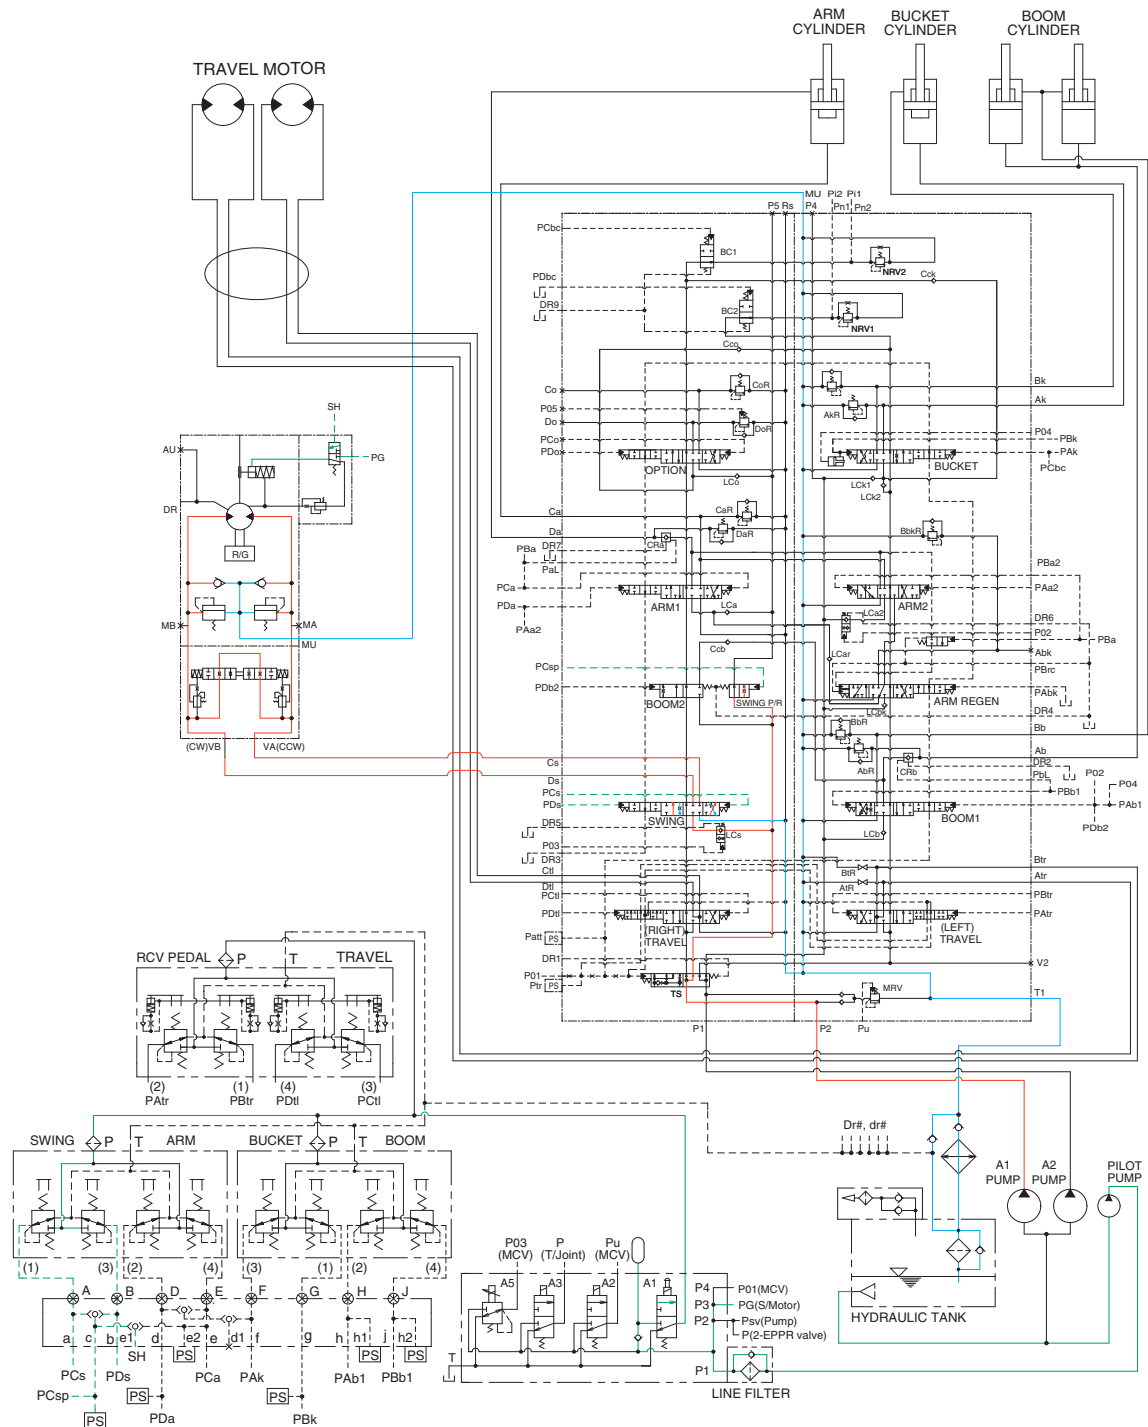 ARM
CYLINDER
BUCKET
CYLINDER
BOOM
CYLINDER
TRAVEL MOTOR
MU Pi2 Pi1
P5 Rs P4 Pn1 Pn2
PCbc
BC1
NRV2
Cck
PDbc
DR9
BC2
NRV1
Cco
Co
CoR
Bk
AkR
Ak
P05
Do
DoR
PCo
PDo
OPTION
BUCKET
P04
PBk
PAk
PCbc
LCo
LCk1
LCk2
SH
PG
AU
DR
R/G
MB
MA
MU
(CW)VB
VA(CCW)
Ca
CaR
Da
DaR
CRa
DR7
PBa
PaL
BbkR
PBa2
PCa
PAa2
PDa
PAa2
ARM1
ARM2
LCa
LCa2
DR6
P02
PBa
Ccb
LCar
Abk
PBrc
PCsp
PDb2
BOOM2
SWING P/R
ARM REGEN
PAbk
LCbk
DR4
BbR
Bb
AbR
CRb
Ab
DR2
PbL
Cs
Ds
PCs
PDs
SWING
BOOM1
PBb1
P02
P04
PAb1
PDb2
DR5
LCs
LCb
P03
DR3
Ctl
BtR
Btr
AtR
Atr
Dtl
PCtl
PBtr
PDtl
PAtr
(RIGHT)
TRAVEL
(LEFT)
TRAVEL
Patt PS
DR1
V2
P01
Ptr PS
TS
MRV
T1
P1
P2
Pu
RCV PEDAL
P
T
TRAVEL
(2)
PAtr
(1)
PBtr
(4)
PDtl
(3)
PCtl
SWING
P
T
ARM
BUCKET
P
T
BOOM
(1)
(3)
(2)
(4)
(3)
(1)
(2)
(4)
A
B
D
E
F
G
H
J
a
c
b
e1
d
e2
e
d1
f
g
h
h1
j
h2
SH
PS
PS
PS
PCs
PDs
PCa
PAk
PAb1
PBb1
PCsp
PS
PS
PS
PDa
PBk
Dr#, dr#
A1
PUMP
A2
PUMP
PILOT
PUMP
HYDRAULIC TANK
P03
(MCV)
P
(T/Joint)
Pu
(MCV)
A5
A3
A2
A1
P4
P01(MCV)
P3
PG(S/Motor)
P2
Psv(Pump)
P(2-EPPR valve)
T
P1
LINE FILTER